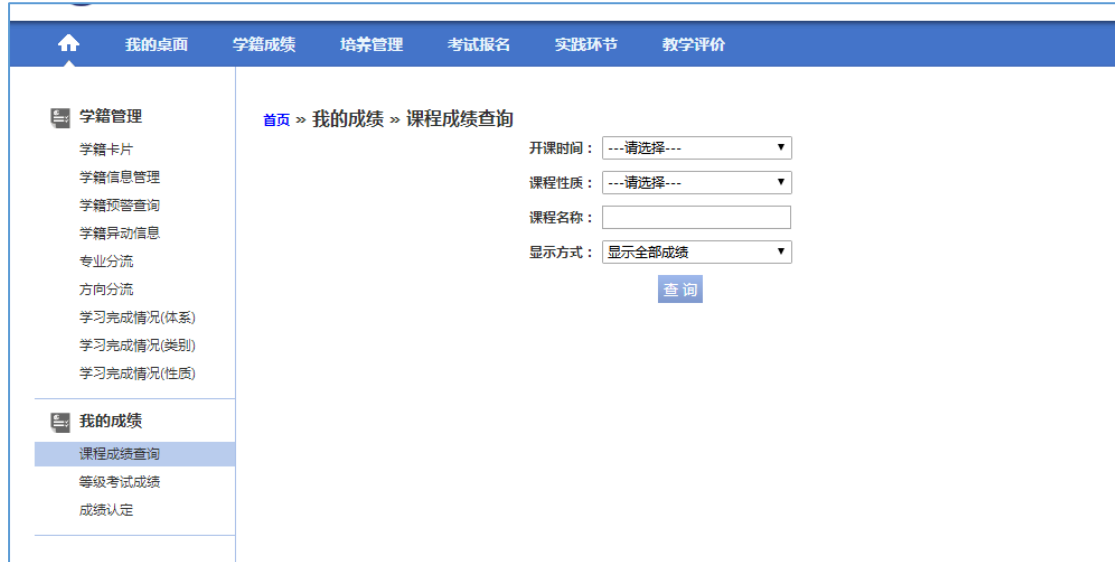 我的桌面 学籍成绩 培养管理 考试报名 实践环节 教学评价
学籍管理
学籍卡片
学籍信息管理
学籍预警查询
学籍异动信息
专业分流
方向分流
学习完成情况(体系)
学习完成情况(类别)
学习完成情况(性质)
我的成绩
课程成绩查询
等级考试成绩
成绩认定
首页 » 我的成绩 » 课程成绩查询
开课时间： ---请选择---
课程性质： ---请选择---
课程名称：
显示方式： 显示全部成绩
查 询